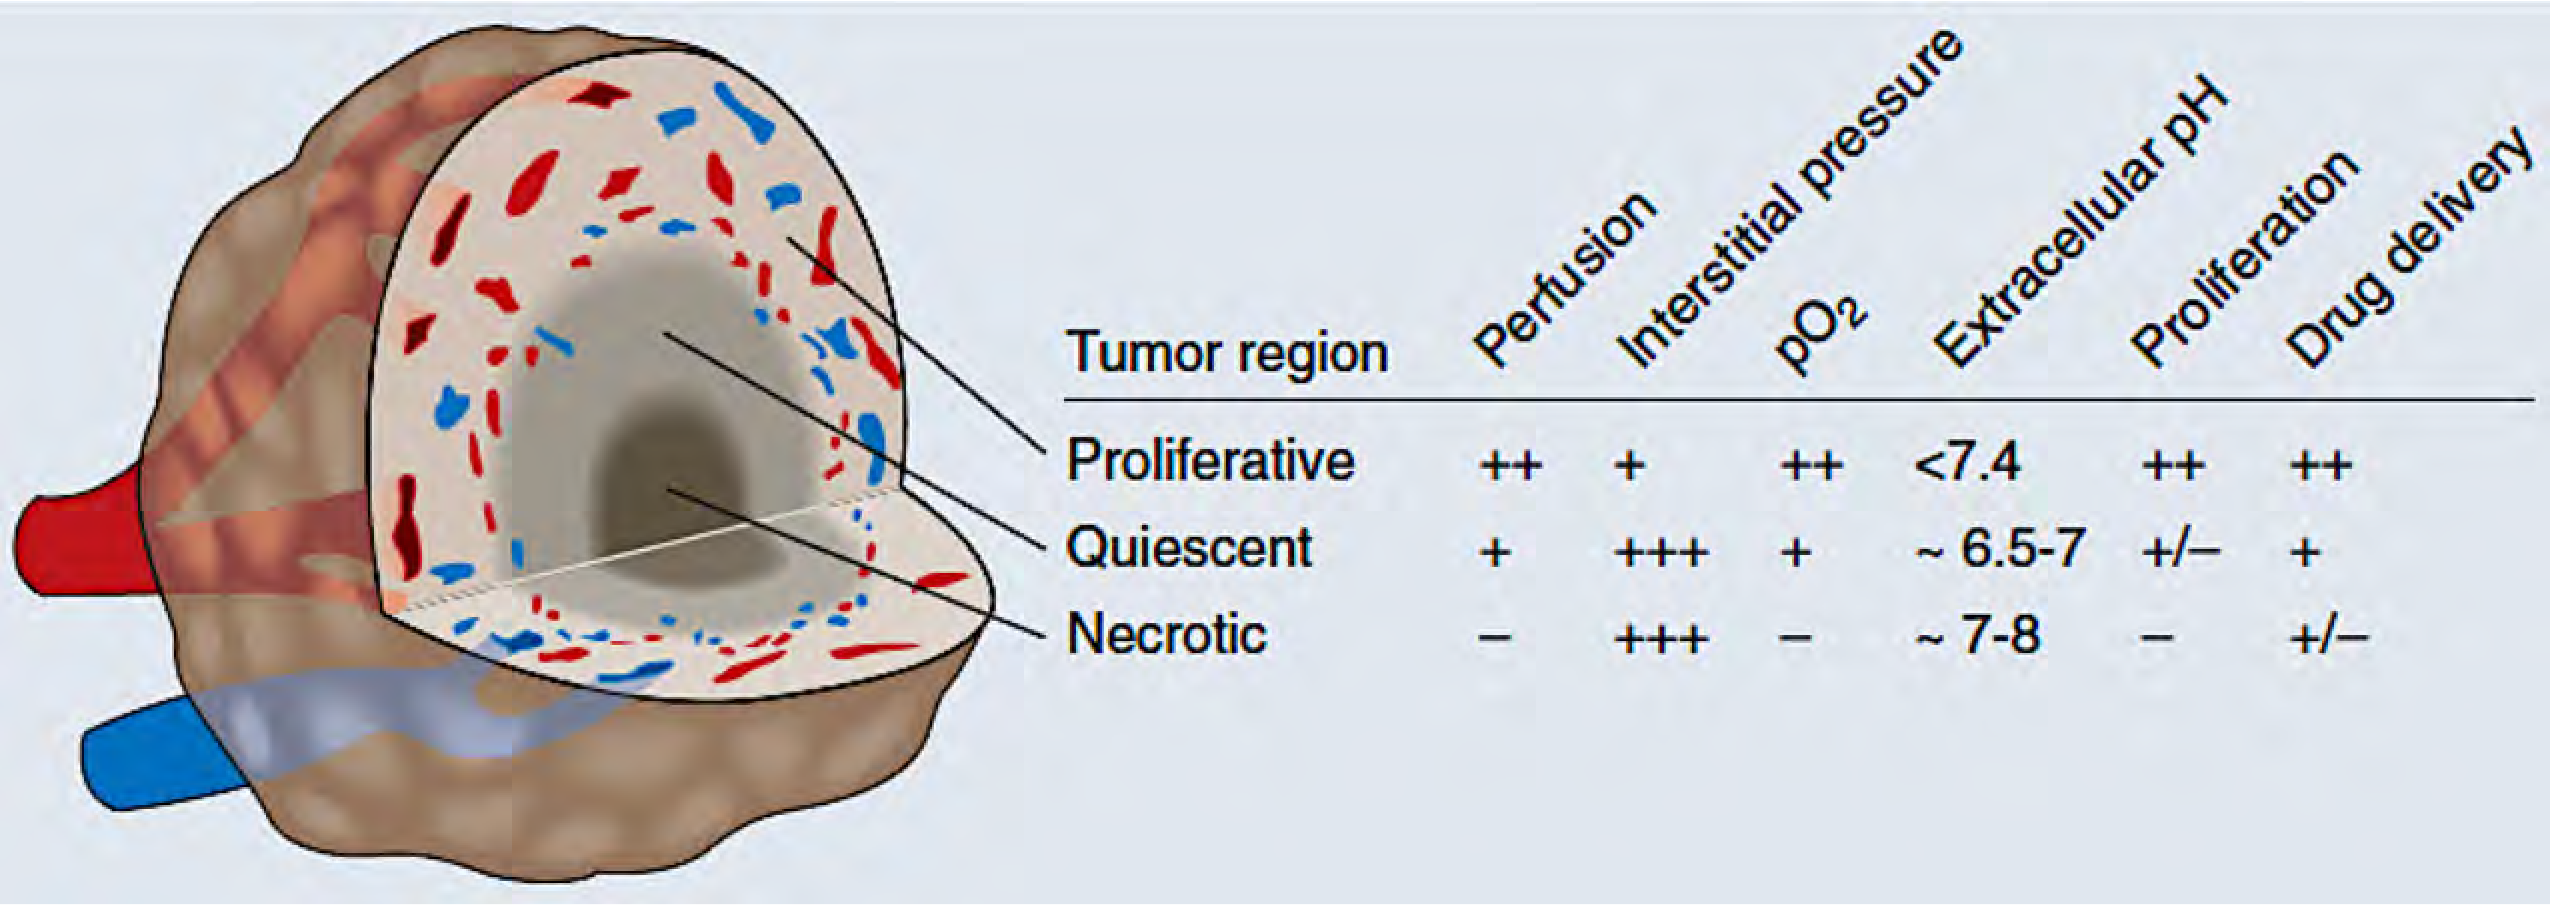 Tumor region Perfusion Interstitial pressure pO2 Extracellular pH Proliferation Drug delivery
Proliferative ++ + ++ <7.4 ++ ++
Quiescent + +++ + ~ 6.5-7 +/– +
Necrotic – +++ – ~ 7-8 – +/–